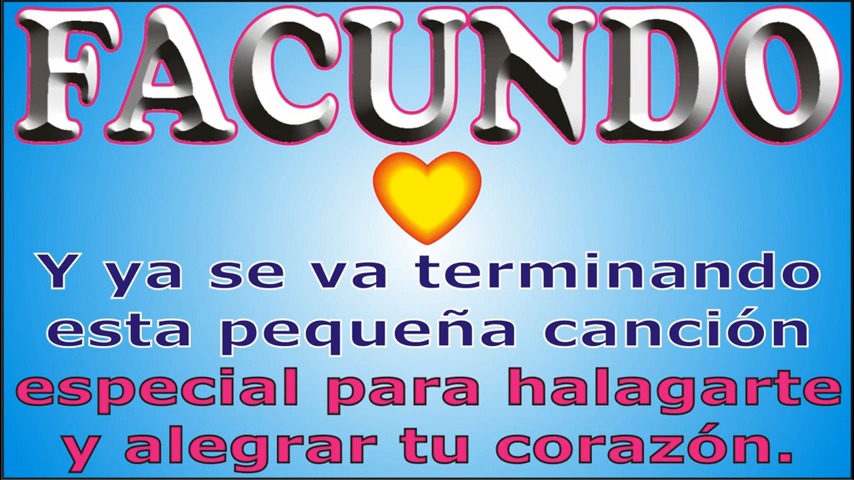 FACUNDO
Y ya se va terminando
esta pequeña canción
especial para halagarte
y alegrar tu corazón.